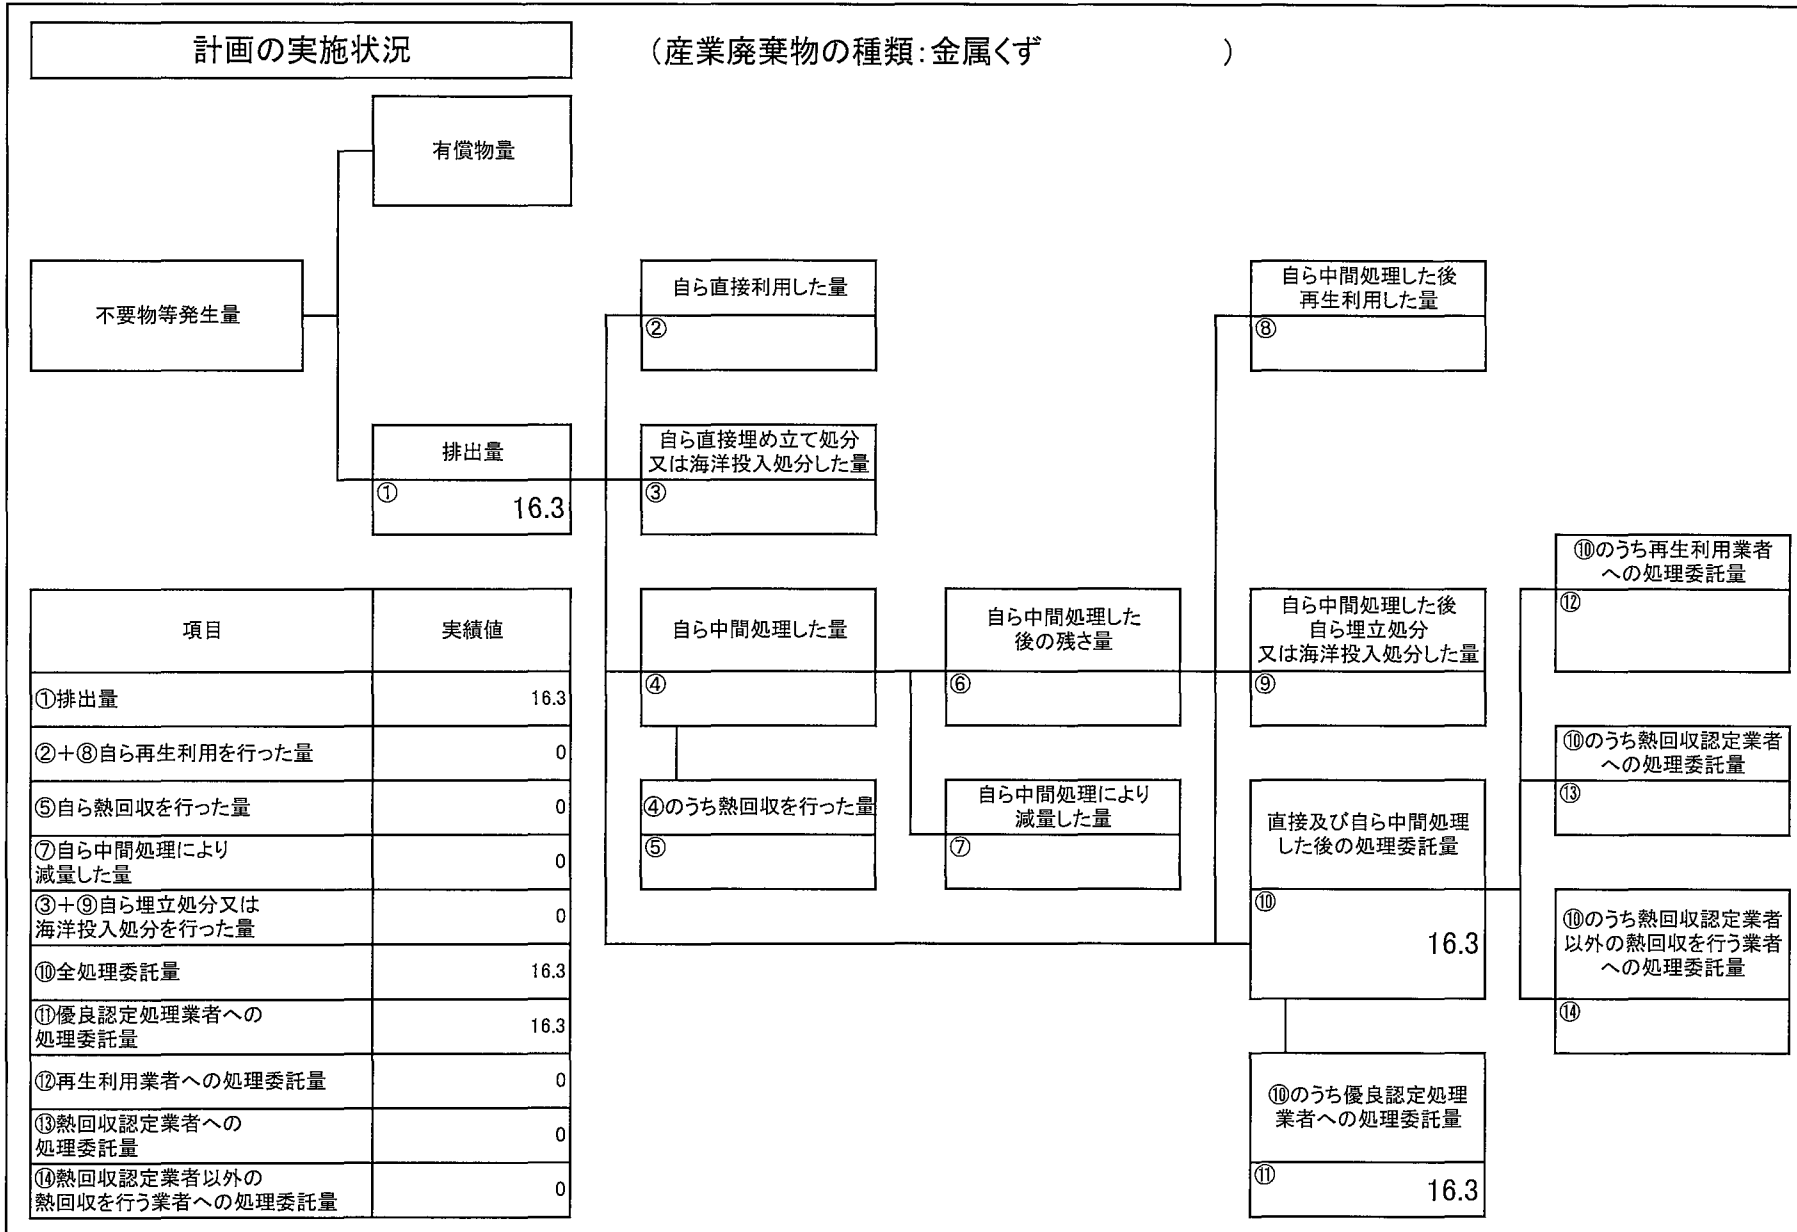 計画の実施状況
(産業廃棄物の種類:金属くず )
有償物量
不要物等発生量
自ら直接利用した量
②
自ら中間処理した後
再生利用した量
⑧
排出量
①
16.3
自ら直接埋め立て処分
又は海洋投入処分した量
③
⑩のうち再生利用業者
への処理委託量
⑫
自ら中間処理した量
④
自ら中間処理した
後の残さ量
⑥
自ら中間処理した後
自ら埋立処分
又は海洋投入処分した量
⑨
⑩のうち熱回収認定業者
への処理委託量
⑬
④のうち熱回収を行った量
⑤
自ら中間処理により
減量した量
⑦
直接及び自ら中間処理
した後の処理委託量
⑩
16.3
⑩のうち熱回収認定業者
以外の熱回収を行う業者
への処理委託量
⑭
⑩のうち優良認定処理
業者への処理委託量
⑪
16.3
項目 実績値
①排出量 16.3
②+⑧自ら再生利用を行った量 0
⑤自ら熱回収を行った量 0
⑦自ら中間処理により
減量した量 0
③+⑨自ら埋立処分又は
海洋投入処分を行った量 0
⑩全処理委託量 16.3
⑪優良認定処理業者への
処理委託量 16.3
⑫再生利用業者への処理委託量 0
⑬熱回収認定業者への
処理委託量 0
⑭熱回収認定業者以外の
熱回収を行う業者への処理委託量 0